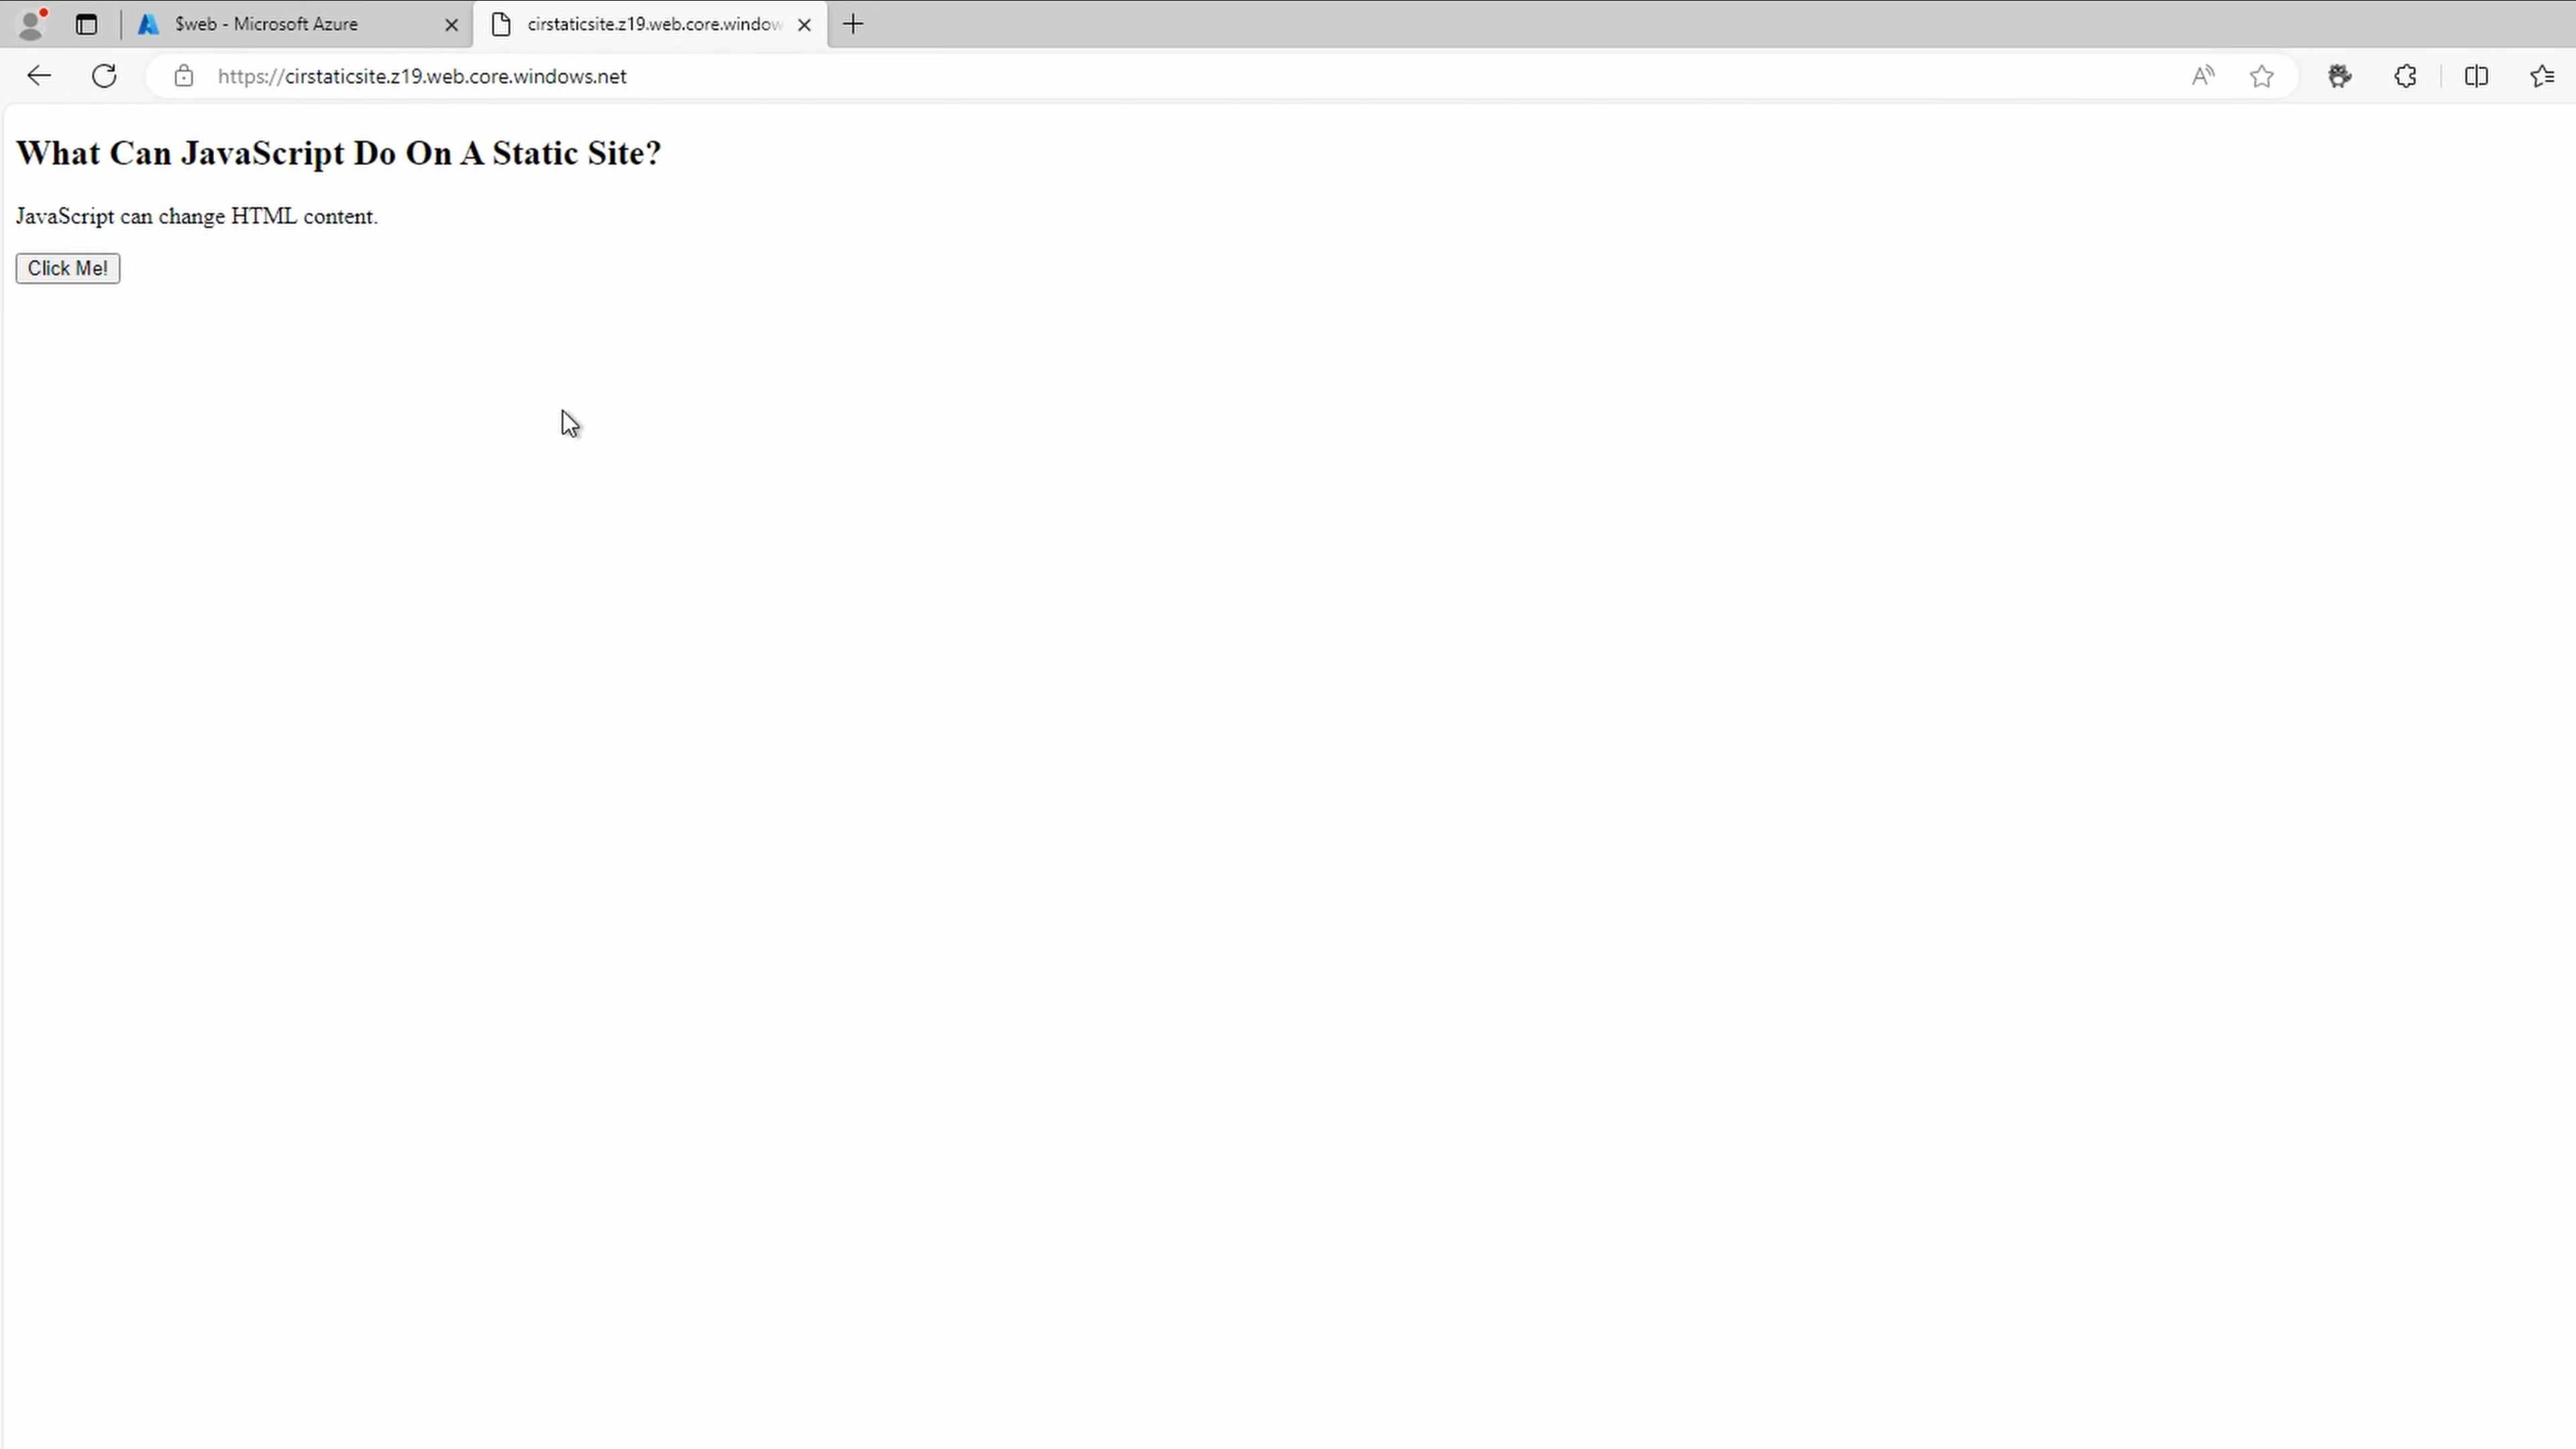 $web - Microsoft Azure
cirstaticsite.z19.web.core.window
https://cirstaticsite.z19.web.core.windows.net
What Can JavaScript Do On A Static Site?
JavaScript can change HTML content.
Click Me!